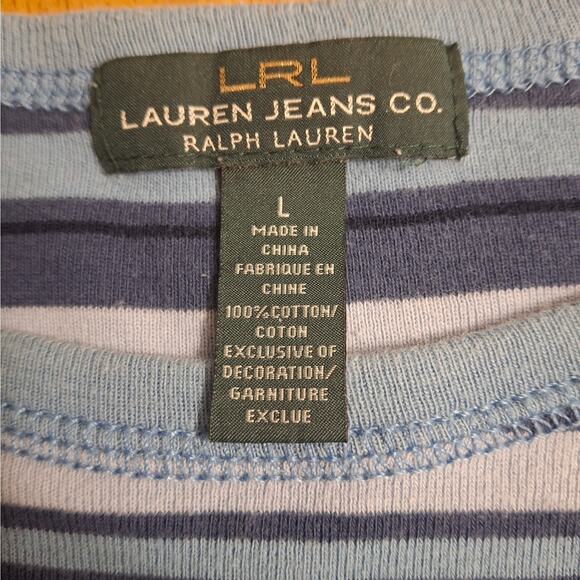 LRL
LAUREN JEANS CO.
RALPH LAUREN
L
MADE IN
CHINA
FABRIQUE EN
CHINE
100% COTTON/
COTON
EXCLUSIVE OF
DECORATION/
GARNITURE
EXCLUE